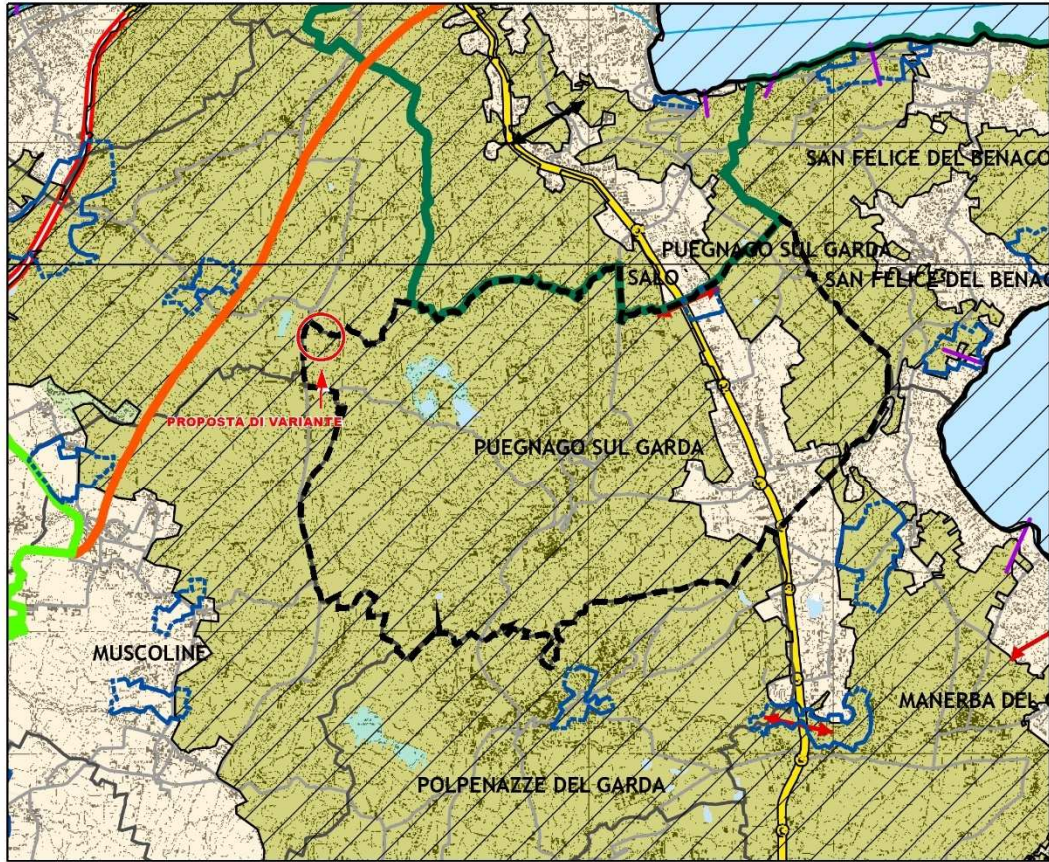 SAN FELICE DEL BENACO
PUEGNAGO SUL GARDA
SALO
SAN FELICE DEL BENAC
PROPOSTA DI VARIANTE
PUEGNAGO SUL GARDA
MUSCOLINE
MANERBA DEL
POLPENAZZE DEL GARDA